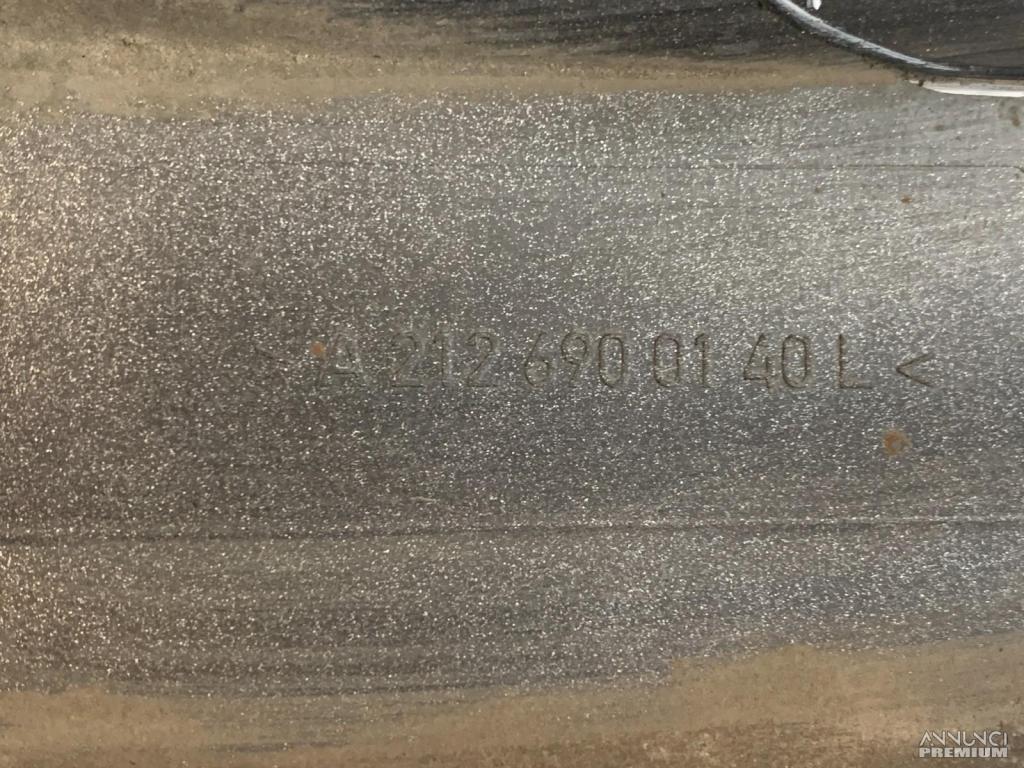 > A 212 690 01 40 L <
ANNUNCI
PREMIUM